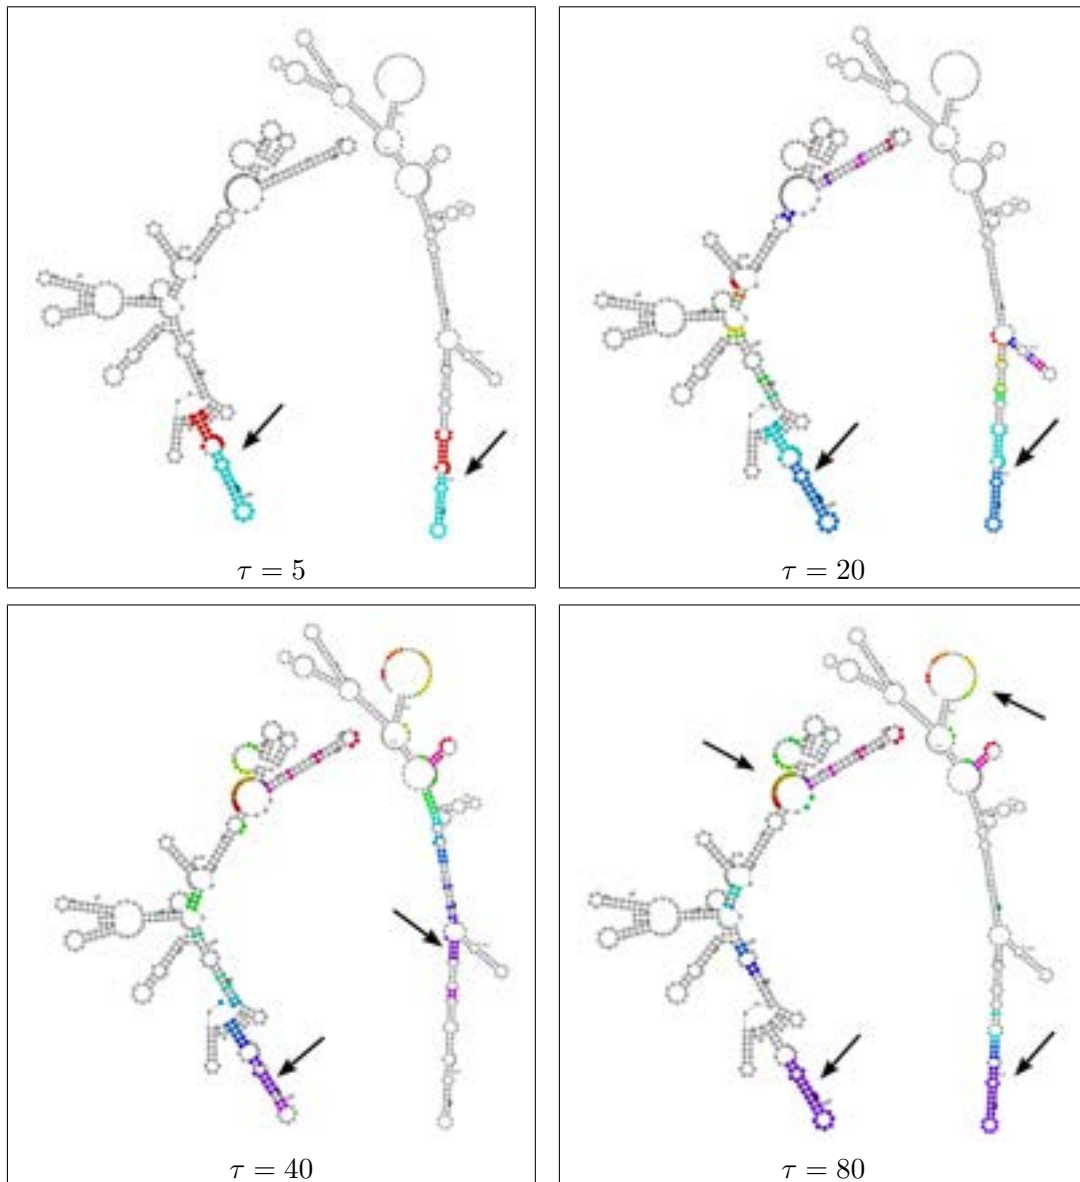 τ = 5
τ = 20
τ = 40
τ = 80